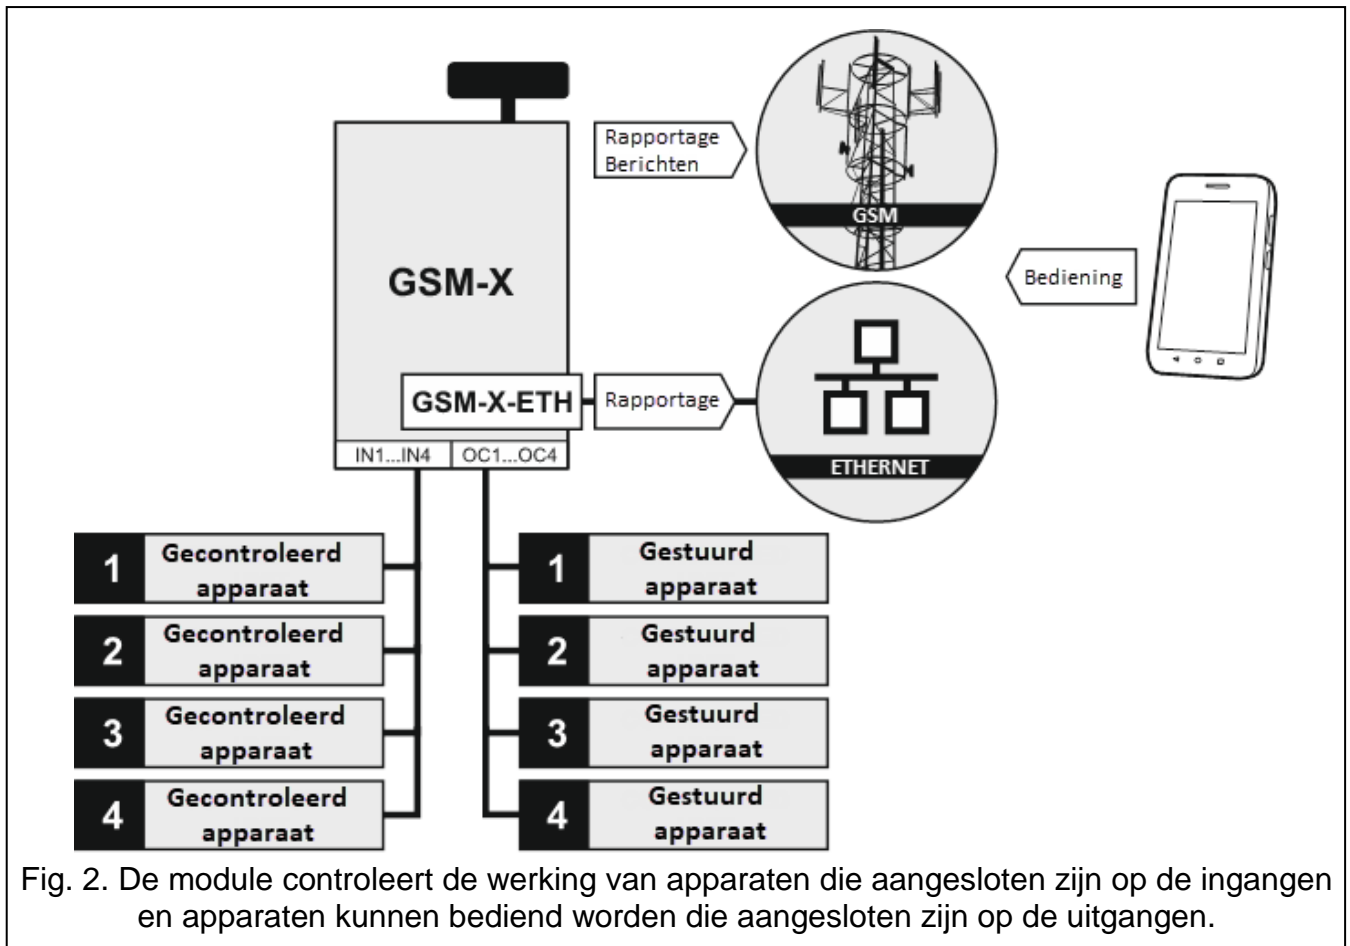 Rapportage
Berichten
GSM
GSM-X
Bediening
GSM-X-ETH
Rapportage
IN1...IN4
OC1...OC4
ETHERNET
1
Gecontroleerd
apparaat
1
Gestuurd
apparaat
2
Gecontroleerd
apparaat
2
Gestuurd
apparaat
3
Gecontroleerd
apparaat
3
Gestuurd
apparaat
4
Gecontroleerd
apparaat
4
Gestuurd
apparaat
Fig. 2. De module controleert de werking van apparaten die aangesloten zijn op de ingangen
en apparaten kunnen bediend worden die aangesloten zijn op de uitgangen.